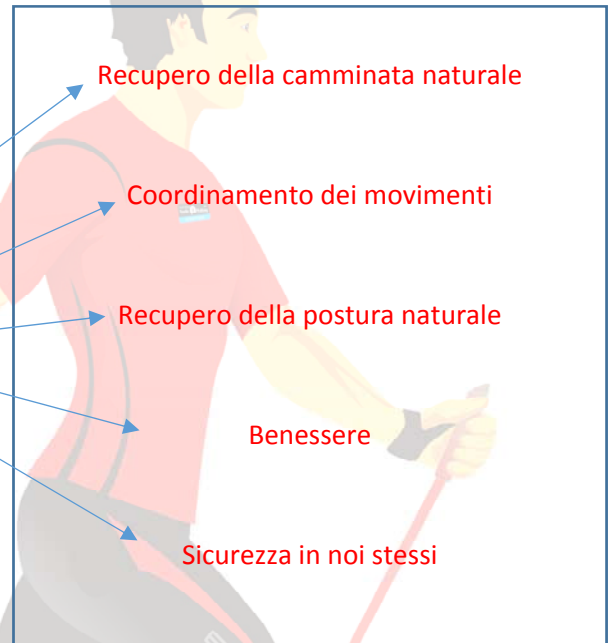 Recupero della camminata naturale
Coordinamento dei movimenti
Recupero della postura naturale
Benessere
Sicurezza in noi stessi